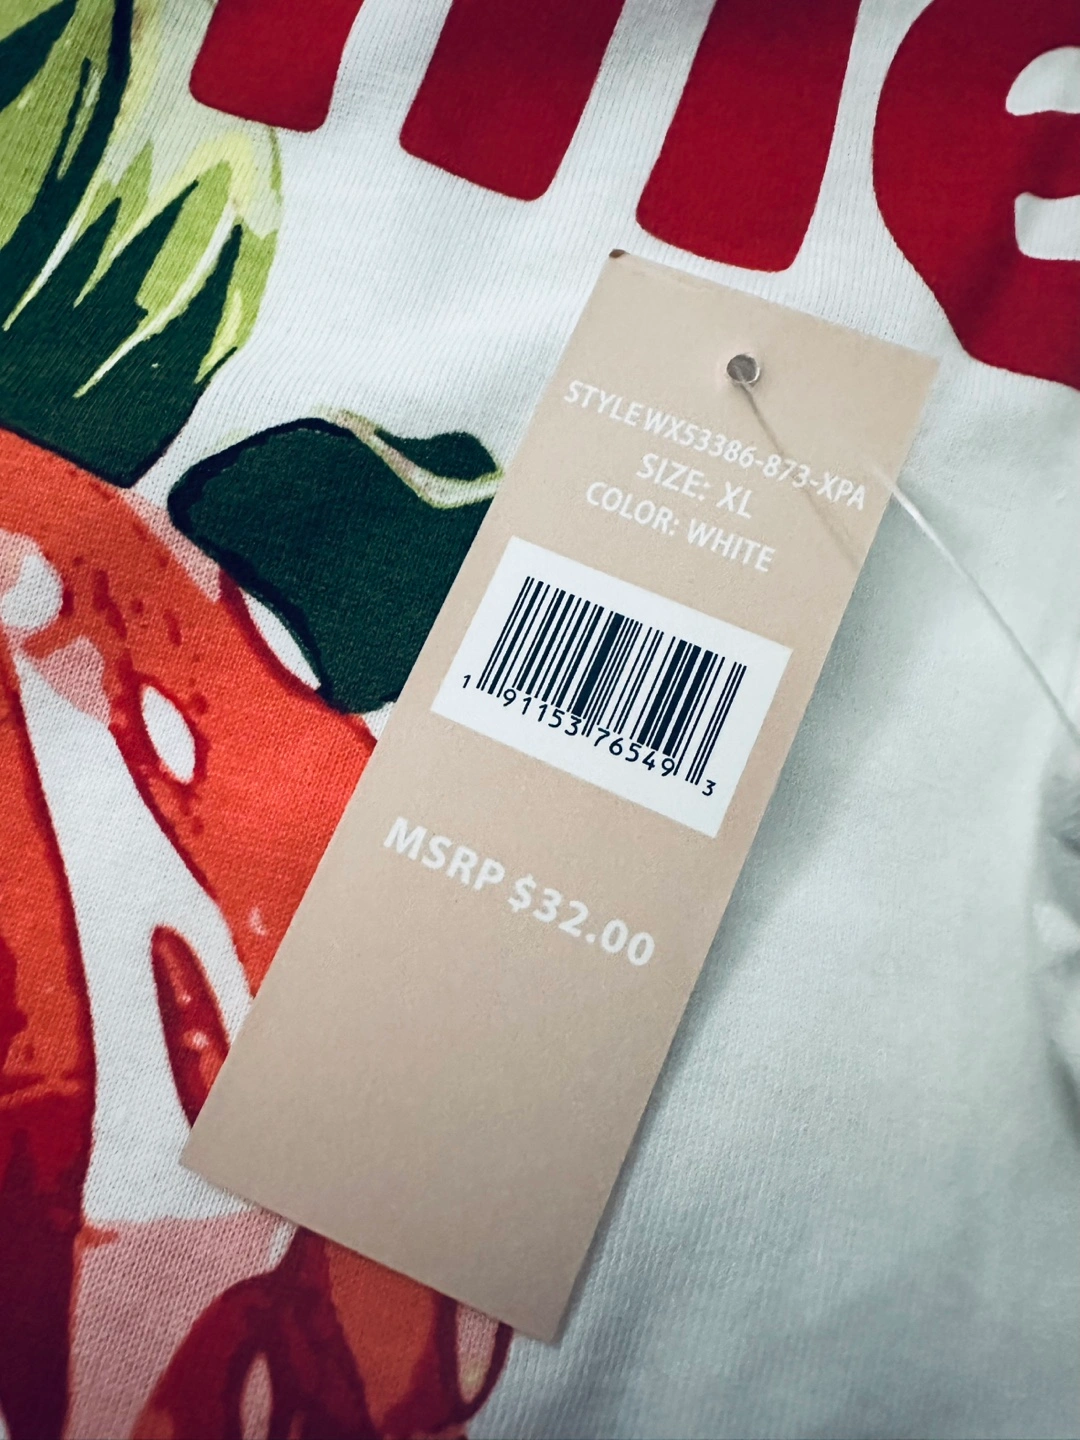 STYLE WX53386-873-XPA
SIZE: XL
COLOR: WHITE
1 91153 76549 3
MSRP $32.00